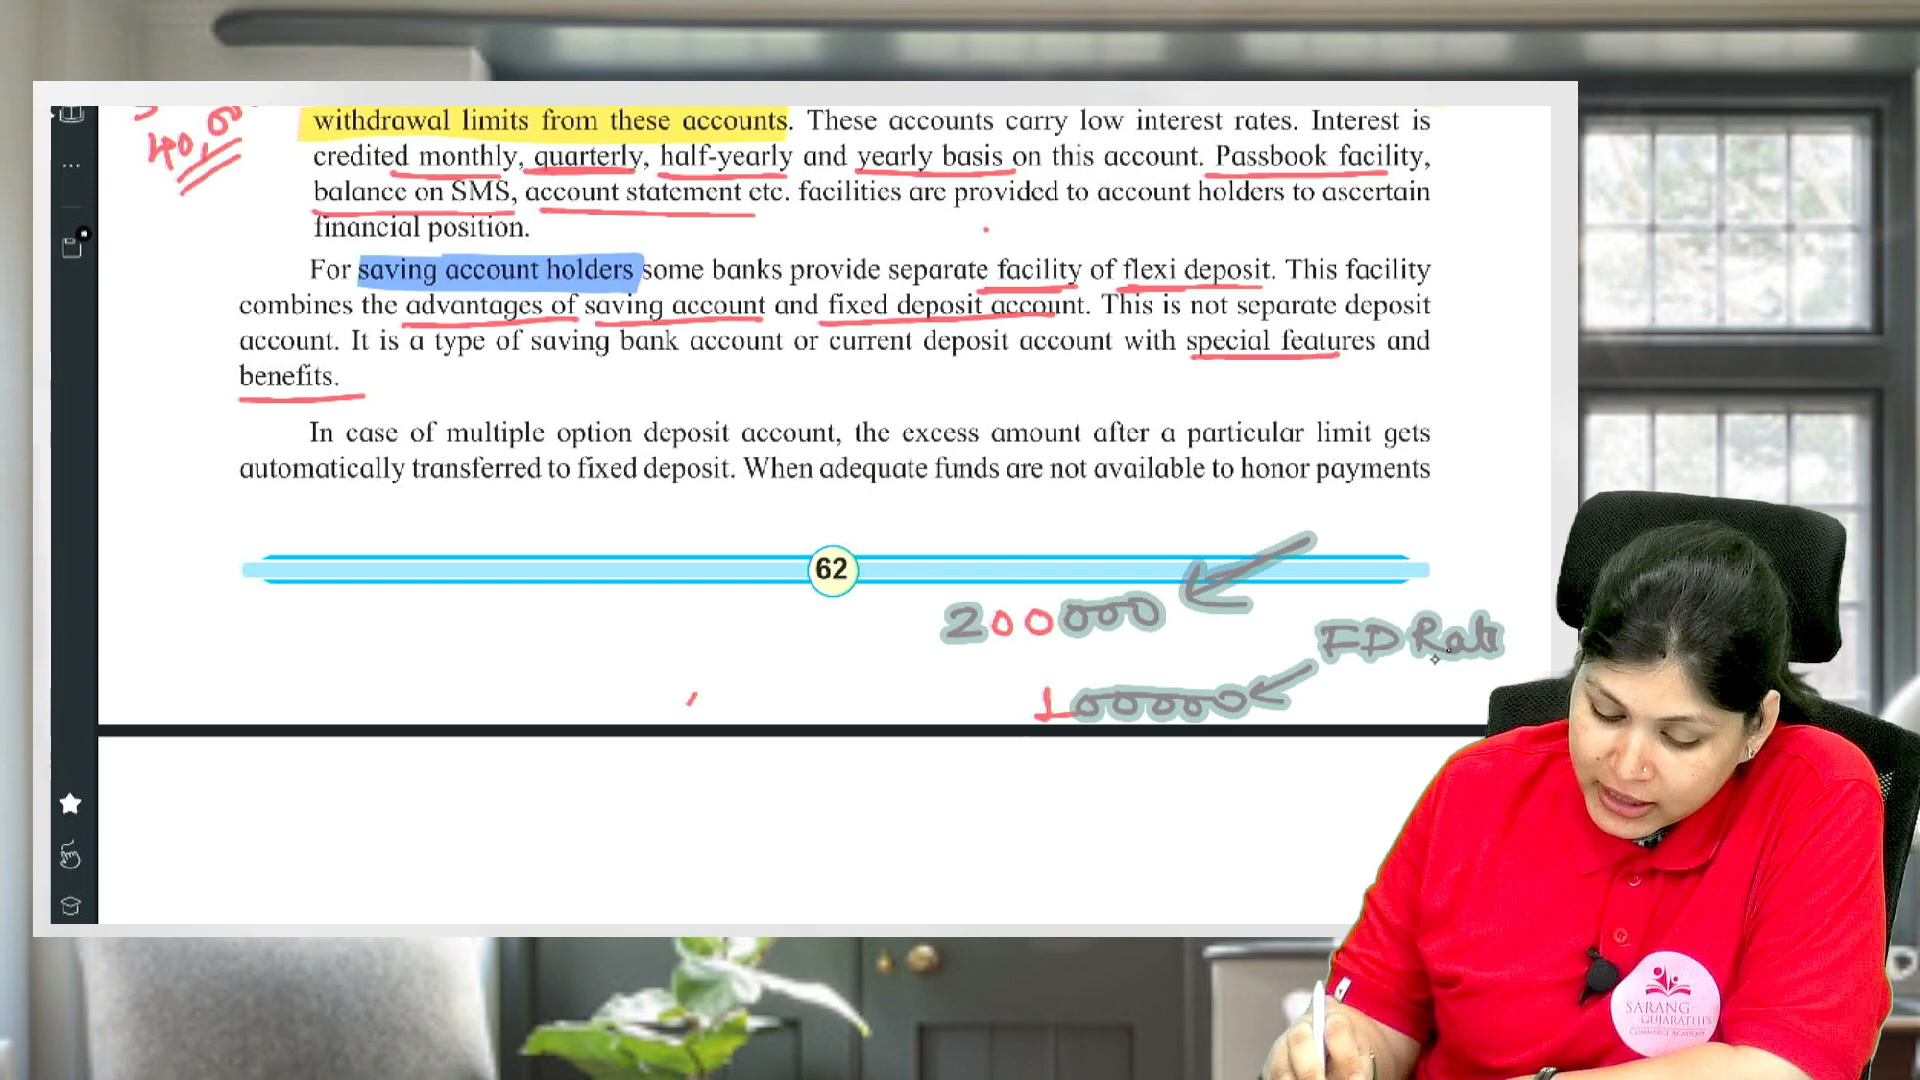 40,00
withdrawal limits from these accounts. These accounts carry low interest rates. Interest is
credited monthly, quarterly, half-yearly and yearly basis on this account. Passbook facility,
balance on SMS, account statement etc. facilities are provided to account holders to ascertain
financial position.
For saving account holders some banks provide separate facility of flexi deposit. This facility
combines the advantages of saving account and fixed deposit account. This is not separate deposit
account. It is a type of saving bank account or current deposit account with special features and
benefits.
In case of multiple option deposit account, the excess amount after a particular limit gets
automatically transferred to fixed deposit. When adequate funds are not available to honor payments
62
200000
FD Rate
100000
SARANG
GUJARATHI'S
COMMERCE ACADEMY